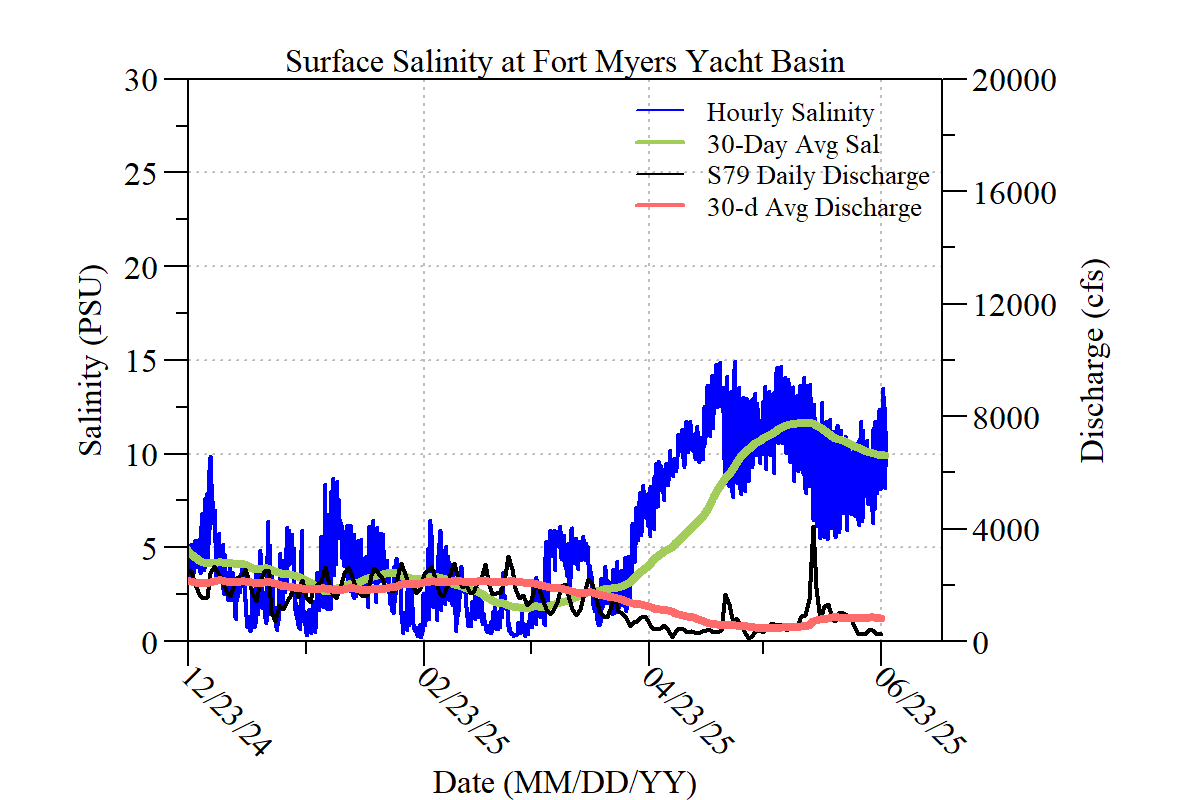 Surface Salinity at Fort Myers Yacht Basin
30
25
20
15
10
5
0
Salinity (PSU)
Hourly Salinity
30-Day Avg Sal
S79 Daily Discharge
30-d Avg Discharge
20000
16000
12000
8000
4000
0
Discharge (cfs)
12/23/24
02/23/25
04/23/25
06/23/25
Date (MM/DD/YY)